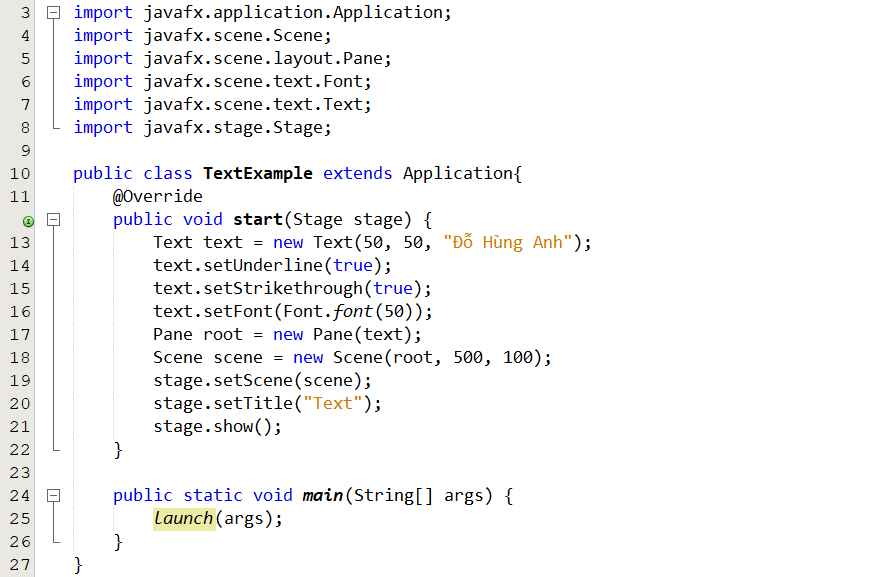 3 import javafx.application.Application;
4 import javafx.scene.Scene;
5 import javafx.scene.layout.Pane;
6 import javafx.scene.text.Font;
7 import javafx.scene.text.Text;
8 import javafx.stage.Stage;
9
10 public class TextExample extends Application{
11     @Override
    public void start(Stage stage) {
13         Text text = new Text(50, 50, "Đỗ Hùng Anh");
14         text.setUnderline(true);
15         text.setStrikethrough(true);
16         text.setFont(Font.font(50));
17         Pane root = new Pane(text);
18         Scene scene = new Scene(root, 500, 100);
19         stage.setScene(scene);
20         stage.setTitle("Text");
21         stage.show();
22     }
23
24     public static void main(String[] args) {
25         launch(args);
26     }
27 }